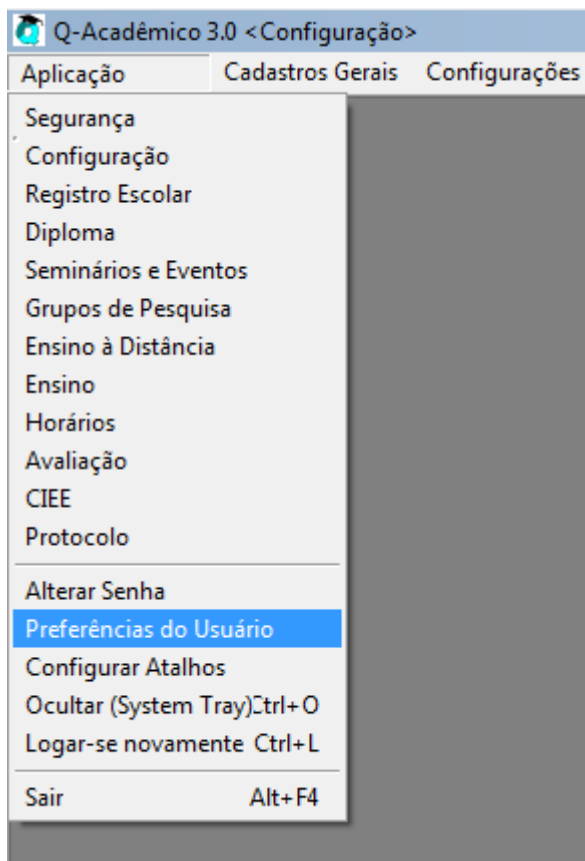 Q-Acadêmico 3.0 <Configuração>
Aplicação Cadastros Gerais Configurações
Segurança
Configuração
Registro Escolar
Diploma
Seminários e Eventos
Grupos de Pesquisa
Ensino à Distância
Ensino
Horários
Avaliação
CIEE
Protocolo
Alterar Senha
Preferências do Usuário
Configurar Atalhos
Ocultar (System Tray) Ctrl+O
Logar-se novamente Ctrl+L
Sair Alt+F4